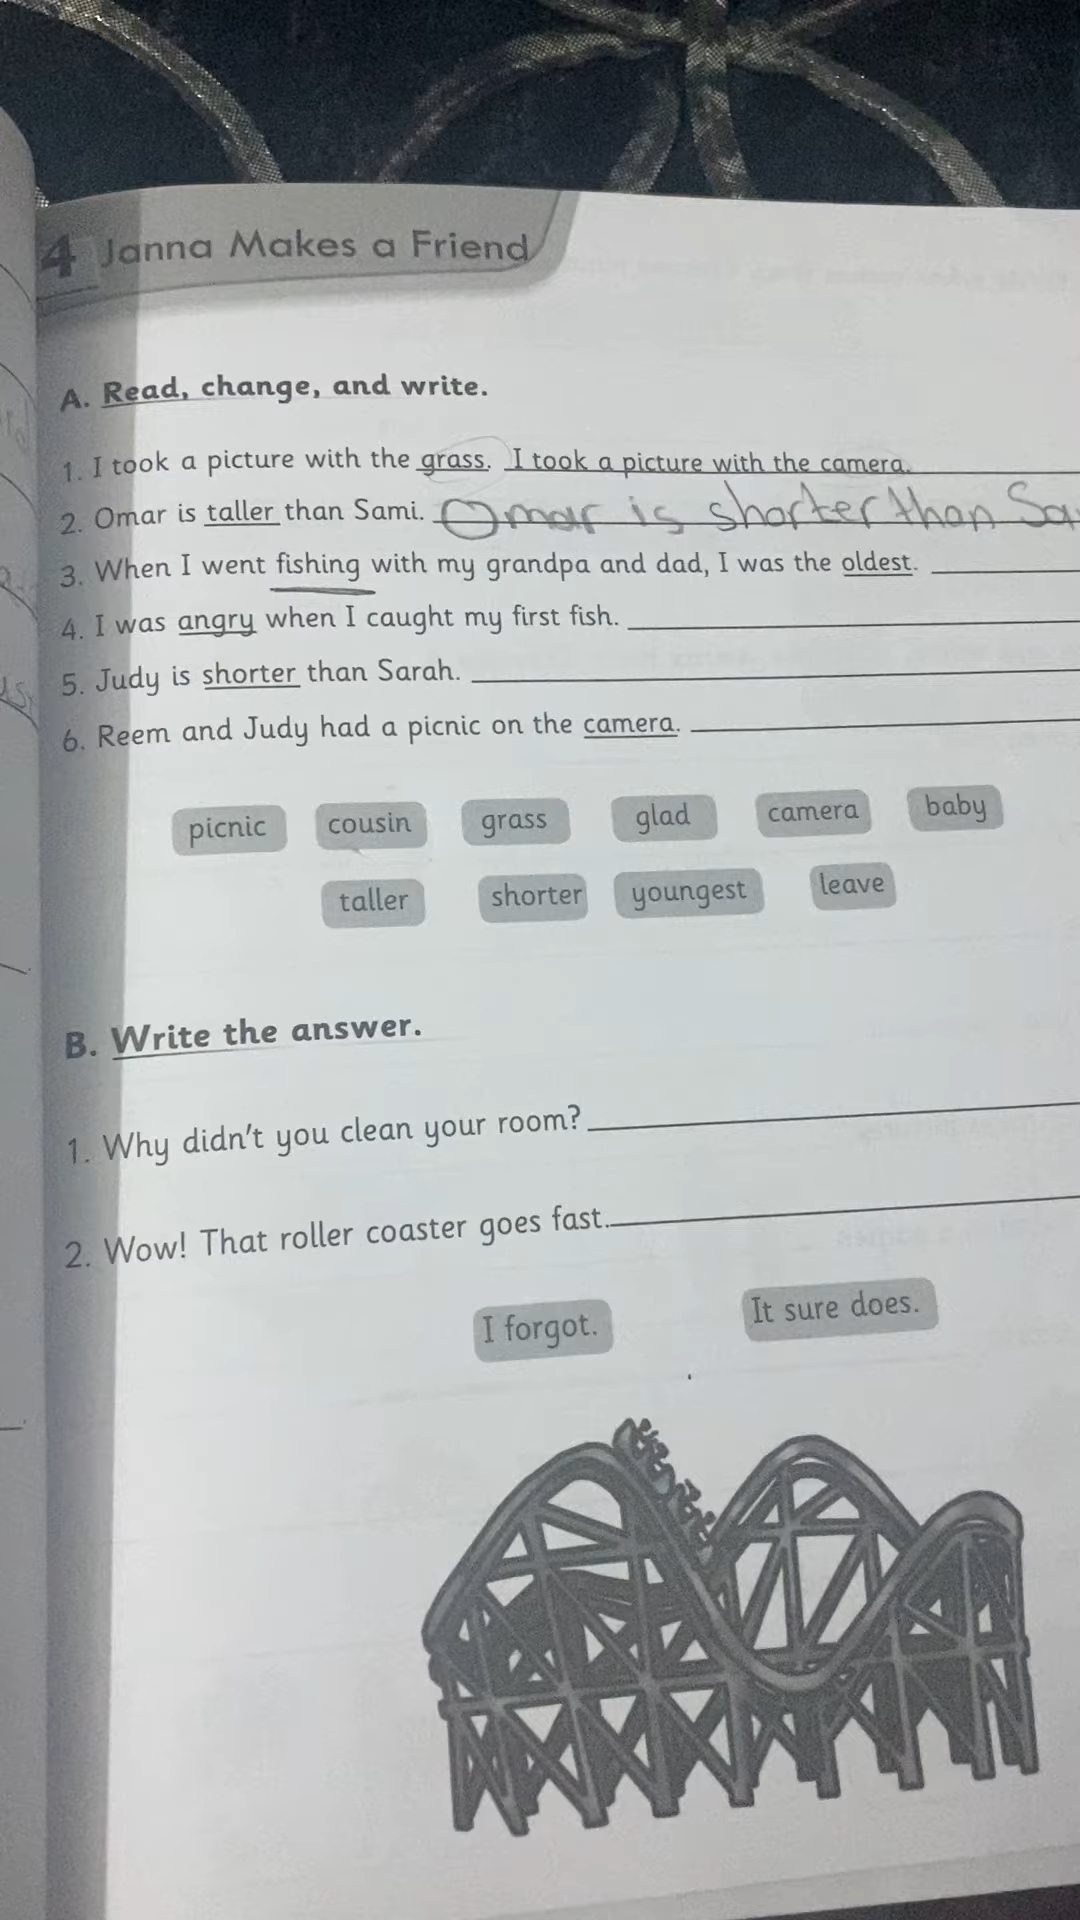 4 Janna Makes a Friend
A. Read, change, and write.
1. I took a picture with the grass. I took a picture with the camera.
2. Omar is taller than Sami. Omar is shorter than Sa
3. When I went fishing with my grandpa and dad, I was the oldest.
4. I was angry when I caught my first fish.
5. Judy is shorter than Sarah.
6. Reem and Judy had a picnic on the camera.
picnic cousin grass glad camera baby
taller shorter youngest leave
B. Write the answer.
1. Why didn't you clean your room?
2. Wow! That roller coaster goes fast.
I forgot. It sure does.